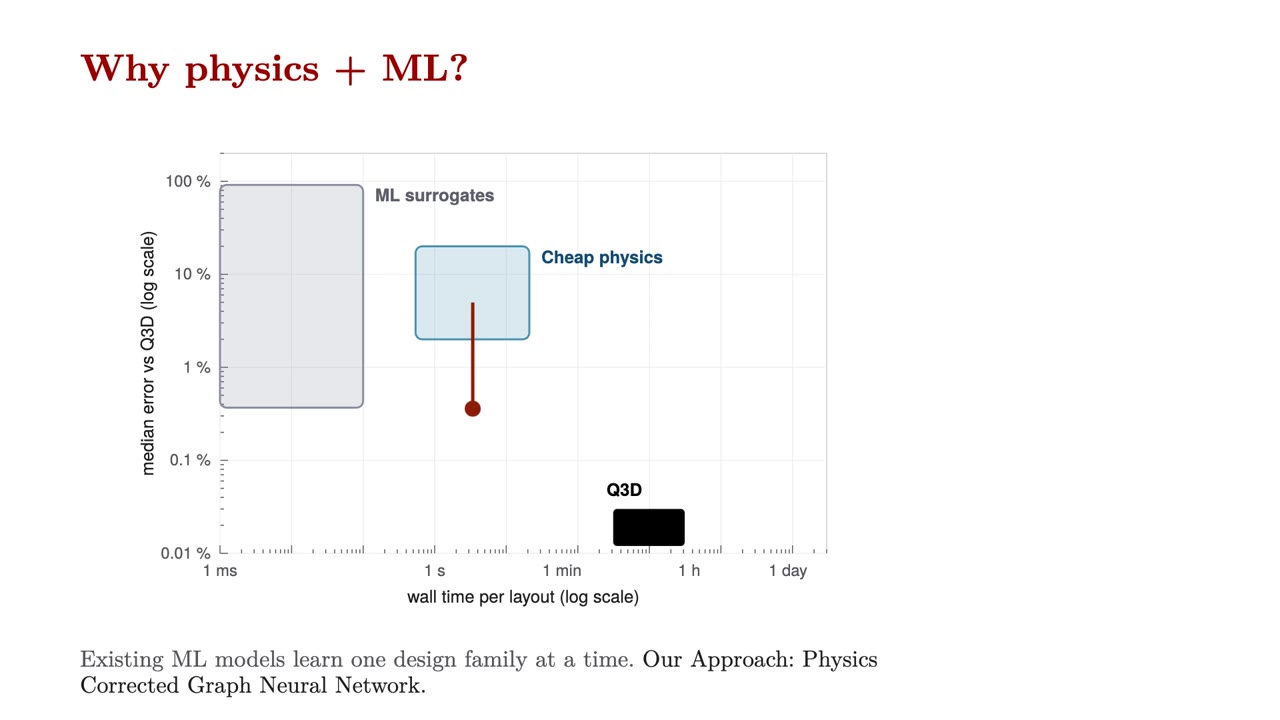 Why physics + ML?
100 %
ML surrogates
Cheap physics
10 %
1 %
0.1 %
Q3D
0.01 %
median error vs Q3D (log scale)
1 ms
1 s
1 min
1 h
1 day
wall time per layout (log scale)
Existing ML models learn one design family at a time. Our Approach: Physics
Corrected Graph Neural Network.